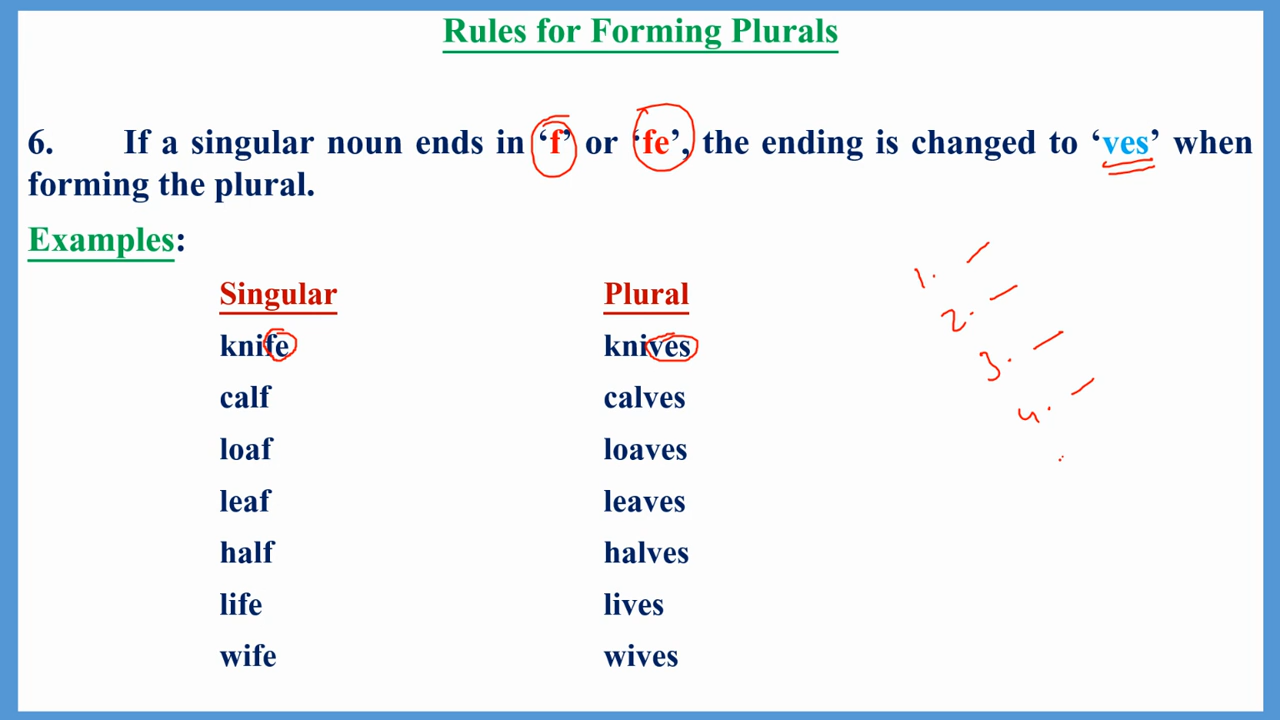 Rules for Forming Plurals
6. If a singular noun ends in ‘f’ or ‘fe’, the ending is changed to ‘ves’ when
forming the plural.
Examples:
Singular Plural
knife knives
calf calves
loaf loaves
leaf leaves
half halves
life lives
wife wives
1. –
2. –
3. –
4. –